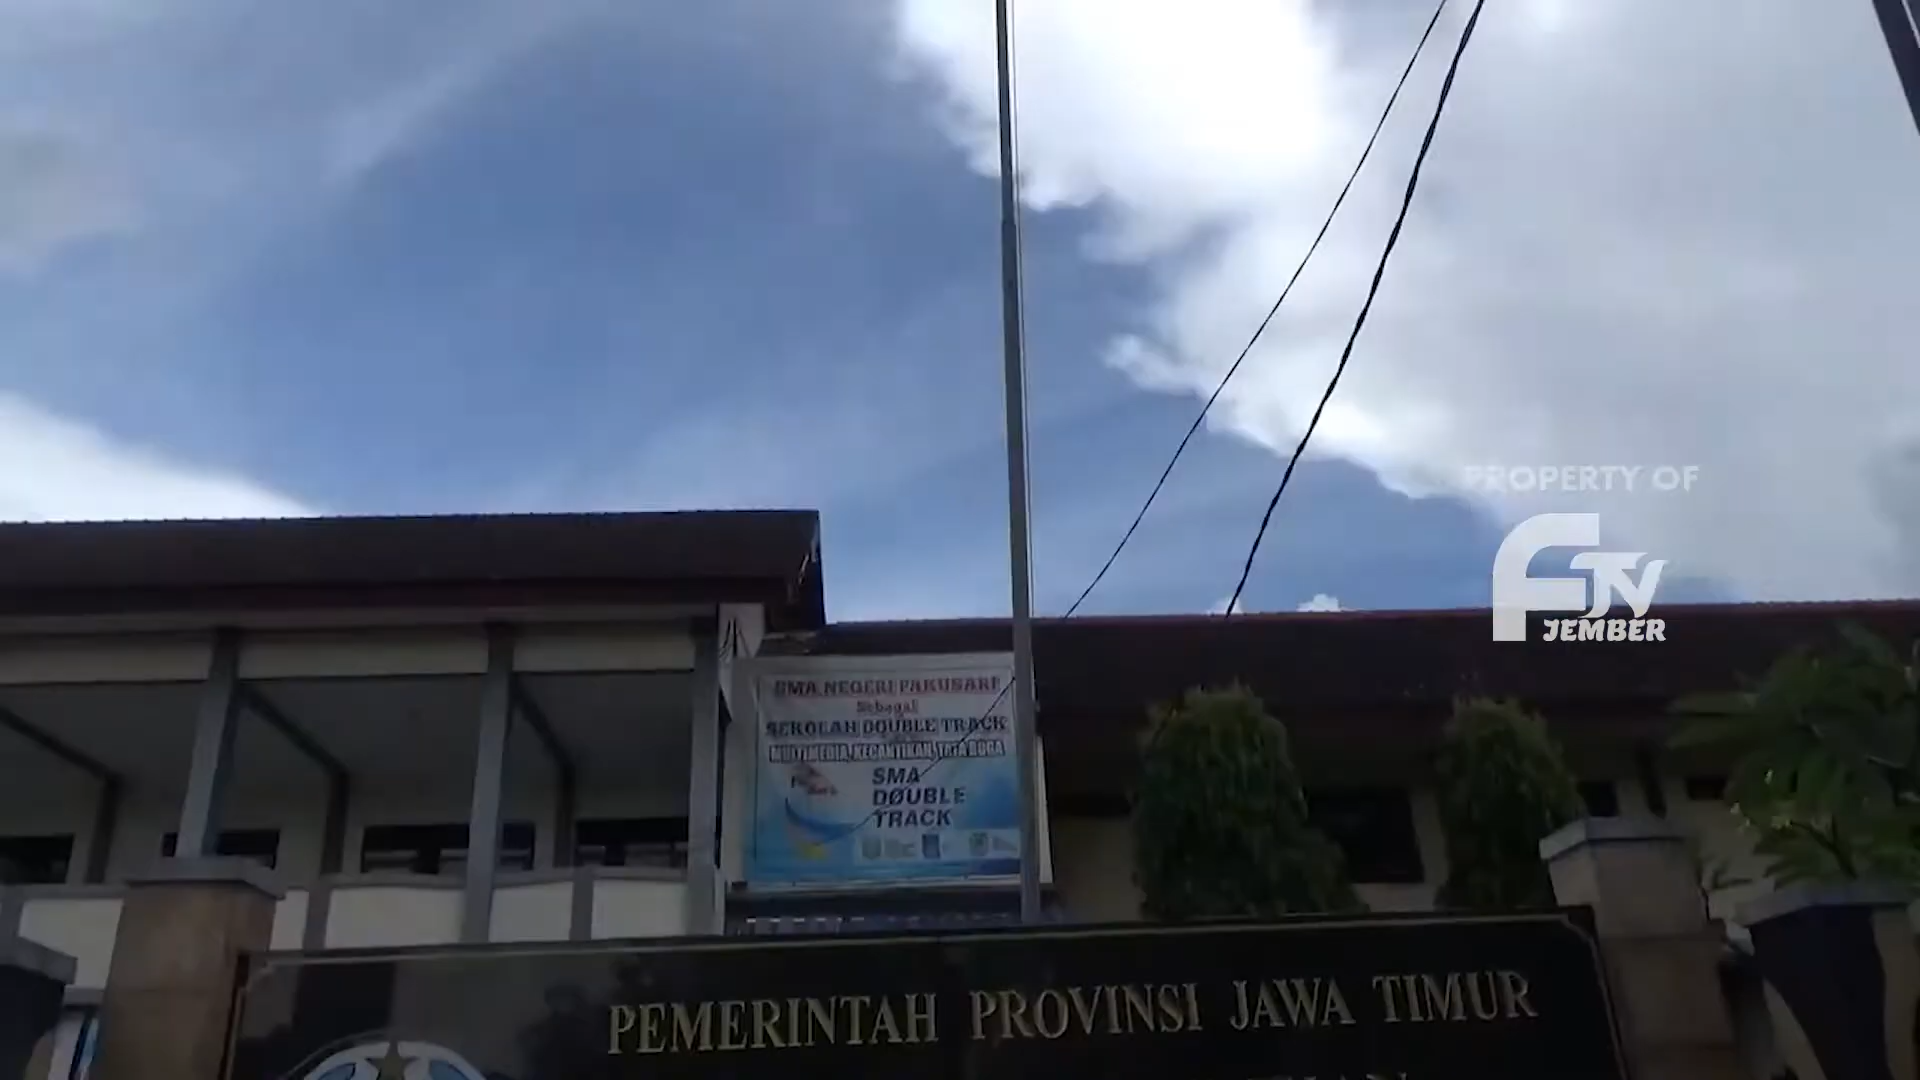 PROPERTY OF
FTV
JEMBER
SMA NEGERI PAKUSARI
Sebagai
SEKOLAH DOUBLE TRACK
MULTIMEDIA, KECANTIKAN, TATA BOGA
SMA
DOUBLE
TRACK
PEMERINTAH PROVINSI JAWA TIMUR